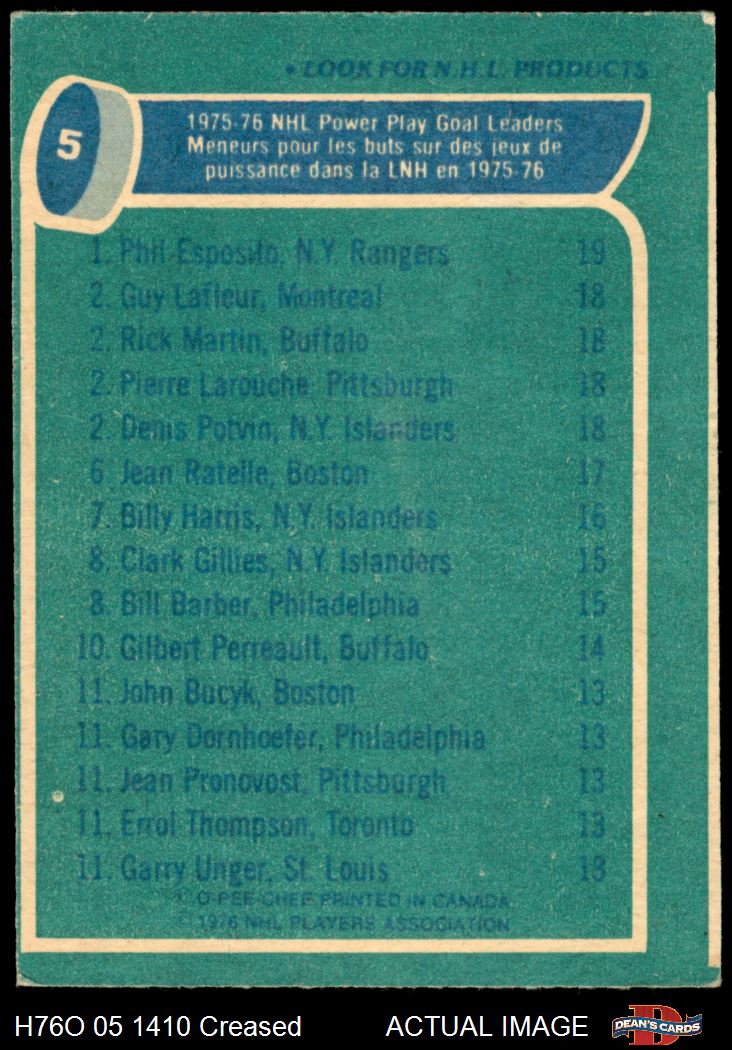 • LOOK FOR N.H.L. PRODUCTS
5
1975-76 NHL Power Play Goal Leaders
Meneurs pour les buts sur des jeux de
puissance dans la LNH en 1975-76
1. Phil Esposito, N.Y. Rangers 19
2. Guy Lafleur, Montreal 18
2. Rick Martin, Buffalo 18
2. Pierre Larouche, Pittsburgh 18
2. Denis Potvin, N.Y. Islanders 18
6. Jean Ratelle, Boston 17
7. Billy Harris, N.Y. Islanders 16
8. Clark Gillies, N.Y. Islanders 15
8. Bill Barber, Philadelphia 15
10. Gilbert Perreault, Buffalo 14
11. John Bucyk, Boston 13
11. Gary Dornhoefer, Philadelphia 13
11. Jean Pronovost, Pittsburgh 13
11. Errol Thompson, Toronto 13
11. Garry Unger, St. Louis 13
© O-PEE-CHEE PRINTED IN CANADA
© 1976 NHL PLAYERS ASSOCIATION
H76O 05 1410 Creased ACTUAL IMAGE
D
DEAN'S CARDS